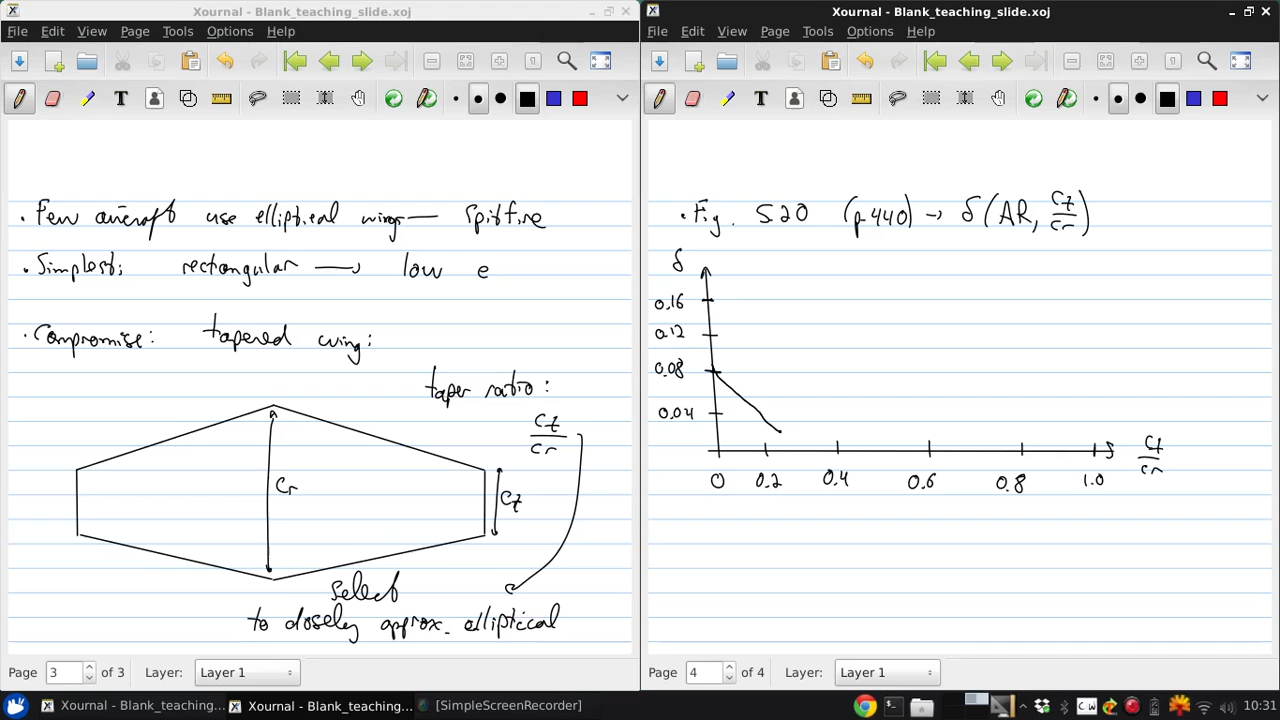 Xournal - Blank_teaching_slide.xoj
File Edit View Page Tools Options Help
. Few aircraft use elliptical wings — Spitfire
. Simplest: rectangular → low e
. Compromise: tapered wing:
taper ratio:
ct
cr
cr
ct
select
to closely approx. elliptical
Page 3 of 3 Layer: Layer 1
Xournal - Blank_teaching_slide.xoj
File Edit View Page Tools Options Help
. Fig. 5.20 (p-440) → δ(AR, ct/cr)
δ
0.16
0.12
0.08
0.04
0 0.2 0.4 0.6 0.8 1.0
ct
cr
Page 4 of 4 Layer: Layer 1
Xournal - Blank_teaching_... Xournal - Blank_teaching_... [SimpleScreenRecorder] 10:31